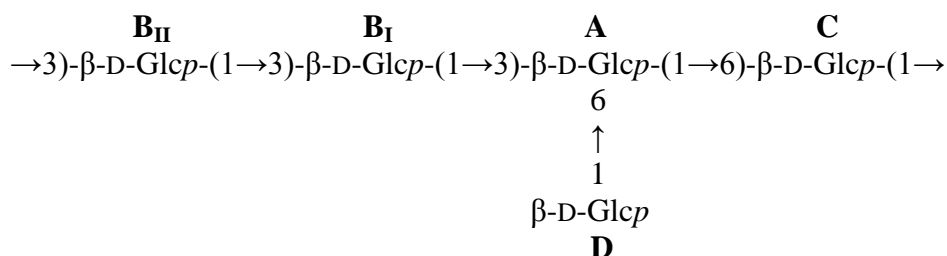 B_II B_I A C
→3)-β-D-Glcp-(1→3)-β-D-Glcp-(1→3)-β-D-Glcp-(1→6)-β-D-Glcp-(1→
6
↑
1
β-D-Glcp
D